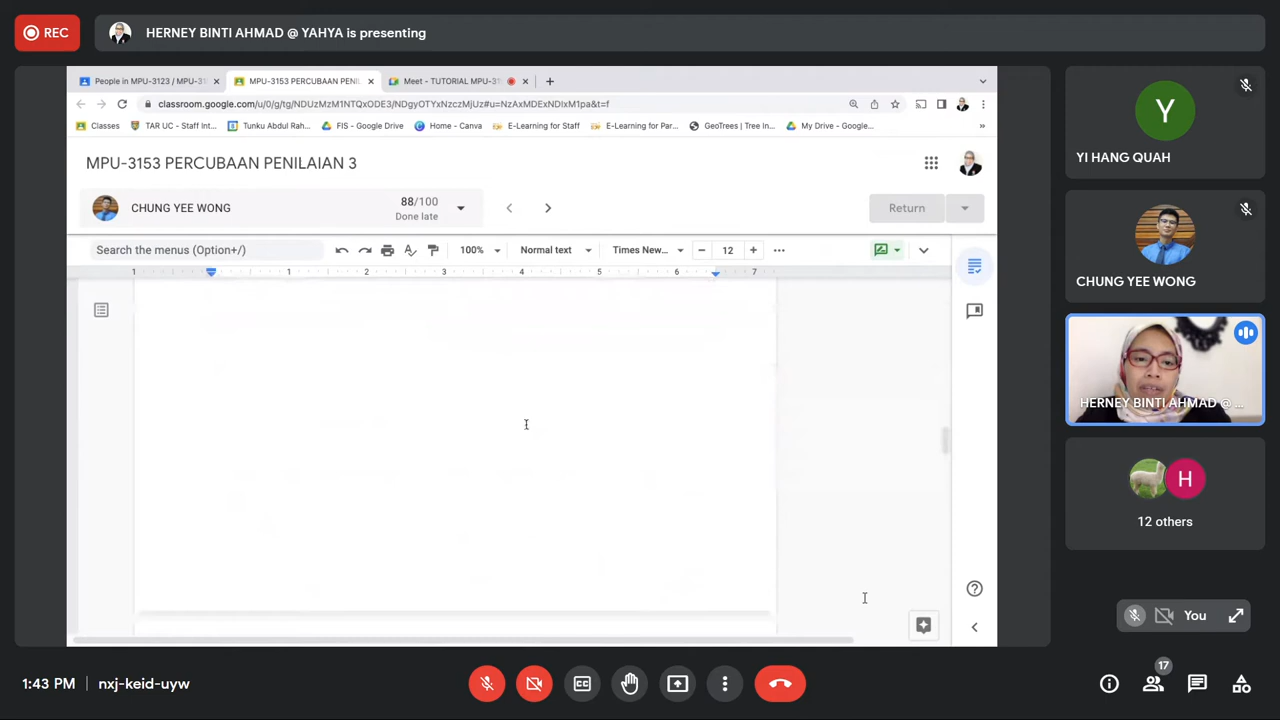 REC
HERNEY BINTI AHMAD @ YAHYA is presenting
People in MPU-3123 / MPU-31
MPU-3153 PERCUBAAN PENIL
Meet - TUTORIAL MPU-31
classroom.google.com/u/0/g/tg/NDUzMzM1NTQxODE3/NDgyOTYxNzczMjUz#u=NzAxMDExNDIxM1pa&t=f
Classes
TAR UC - Staff Int...
Tunku Abdul Rah...
FIS - Google Drive
Home - Canva
E-Learning for Staff
E-Learning for Par...
GeoTrees | Tree In...
My Drive - Google...
MPU-3153 PERCUBAAN PENILAIAN 3
CHUNG YEE WONG
88/100
Done late
Return
Search the menus (Option+/)
100%
Normal text
Times New...
12
1 1 2 3 4 5 6 7
YI HANG QUAH
CHUNG YEE WONG
HERNEY BINTI AHMAD @ ...
Y
H
12 others
You
1:43 PM
nxj-keid-uyw
CC
17